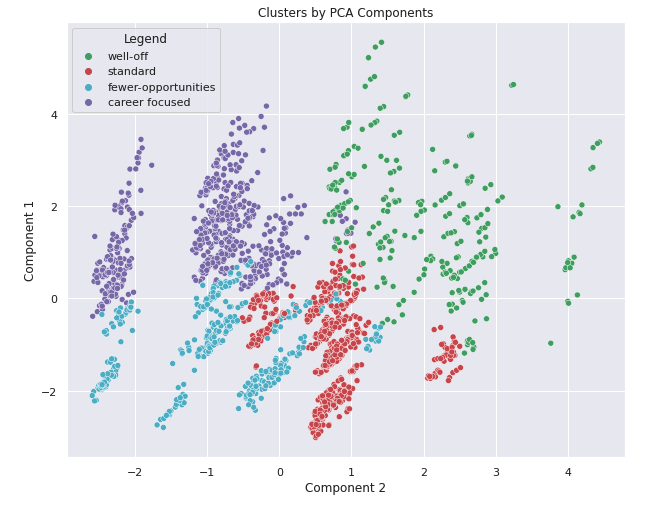 Clusters by PCA Components
Legend
well-off
standard
fewer-opportunities
career focused
Component 1
4
2
0
−2
−2
−1
0
1
2
3
4
Component 2